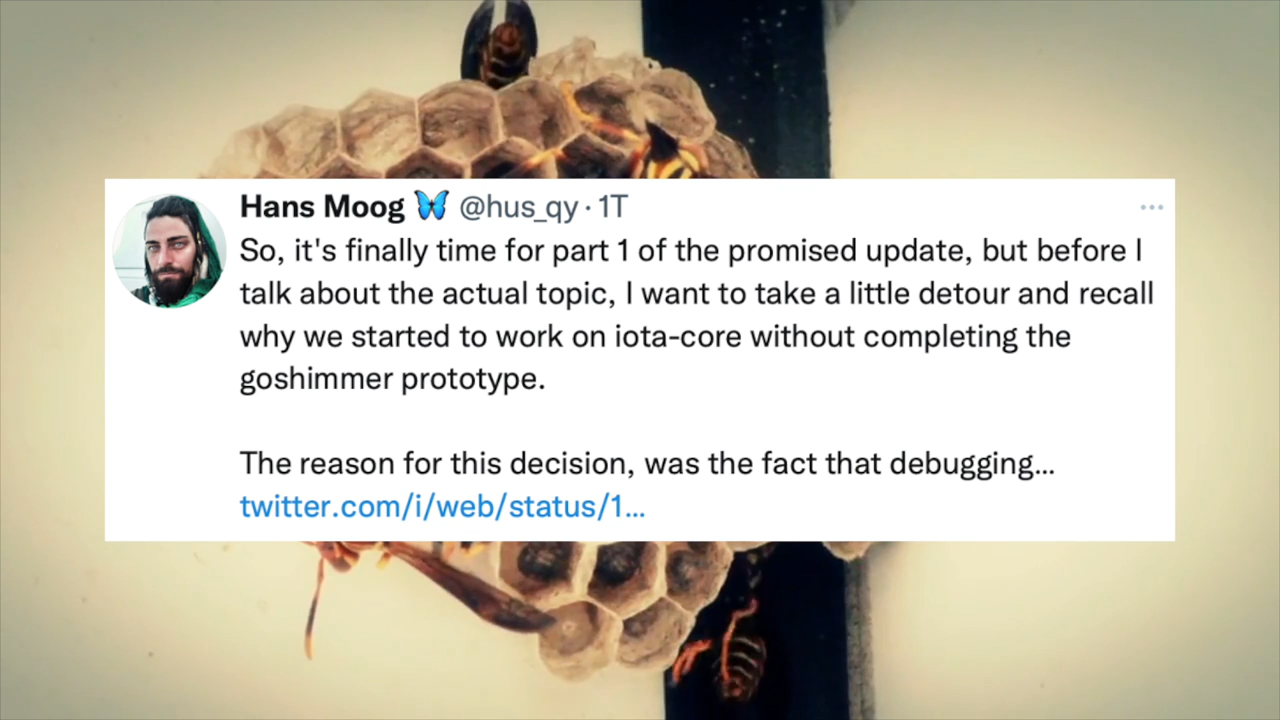 Hans Moog 🦋 @hus_qy · 1T
So, it's finally time for part 1 of the promised update, but before I
talk about the actual topic, I want to take a little detour and recall
why we started to work on iota-core without completing the
goshimmer prototype.
The reason for this decision, was the fact that debugging...
twitter.com/i/web/status/1...